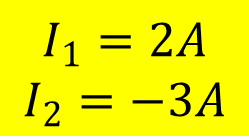 I₁ = 2A
I₂ = −3A